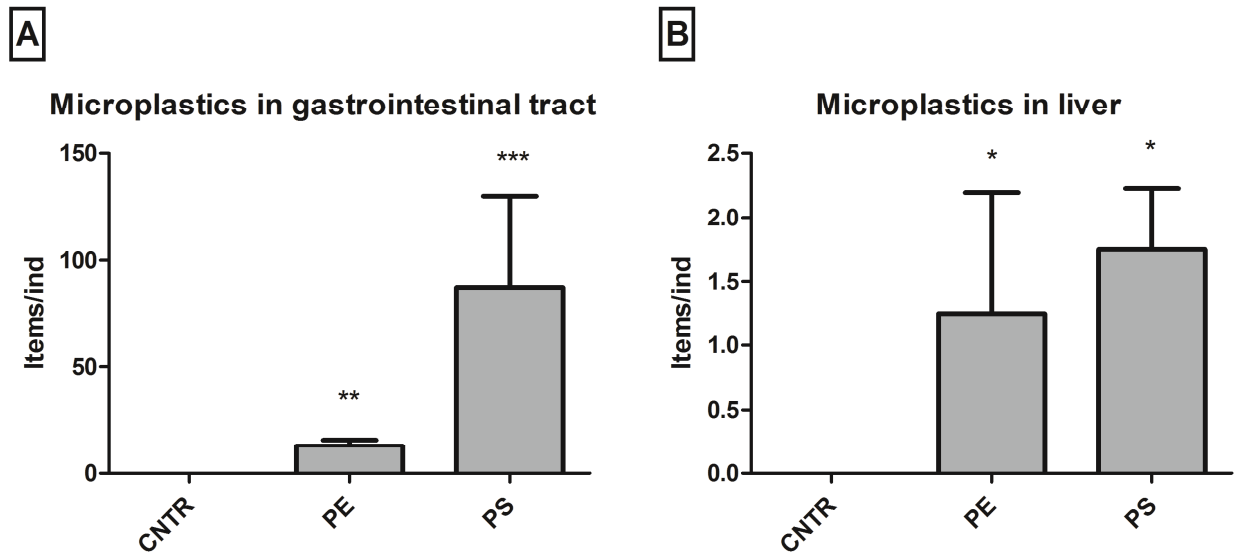 A
Microplastics in gastrointestinal tract
Items/ind
150
100
50
0
**
***
CNTR
PE
PS
B
Microplastics in liver
Items/ind
2.5
2.0
1.5
1.0
0.5
0.0
*
*
CNTR
PE
PS